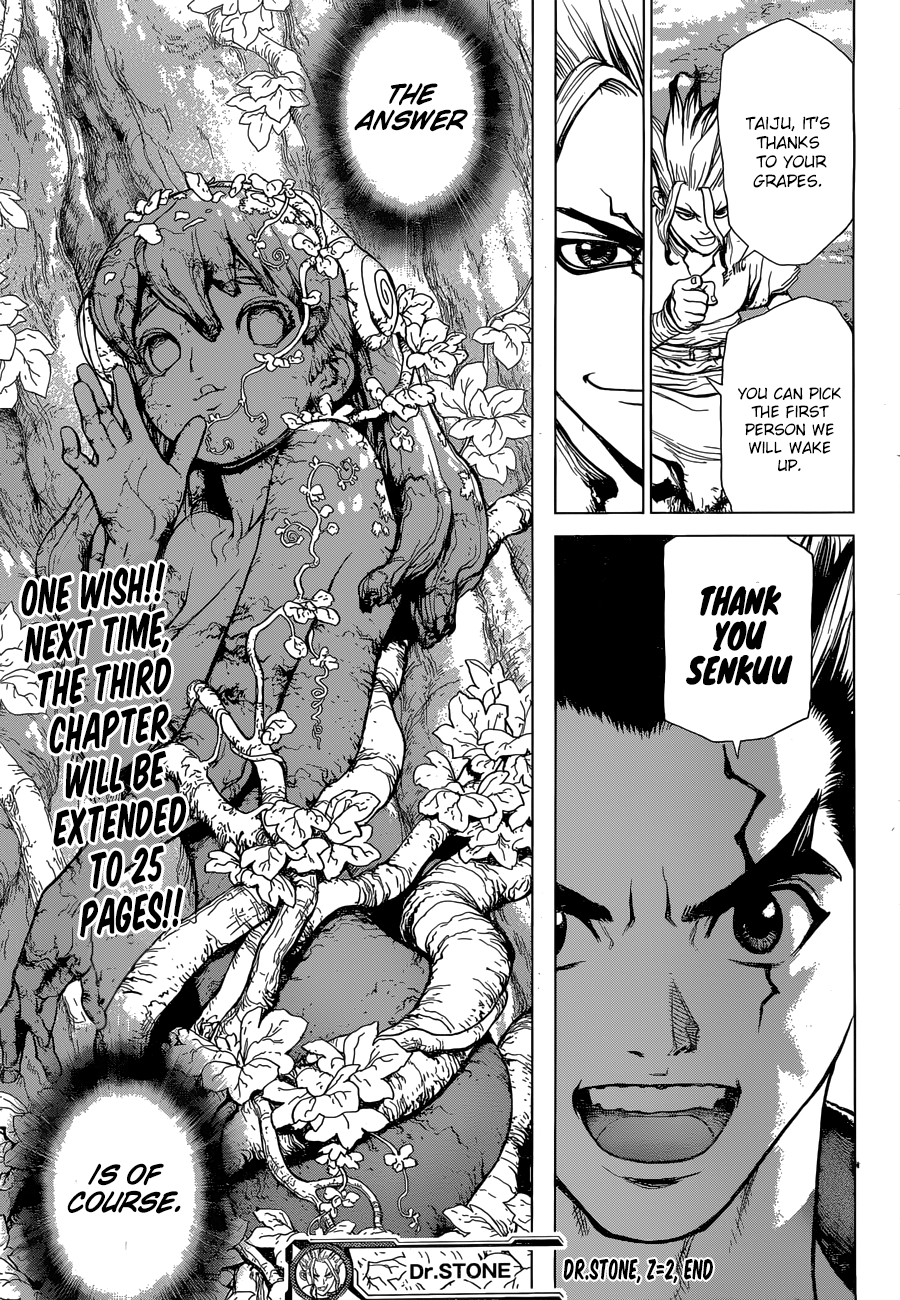 TAIJU, IT'S
THANKS
TO YOUR
GRAPES.
YOU CAN PICK
THE FIRST
PERSON WE
WILL WAKE
UP.
THANK
YOU
SENKUU
THE
ANSWER
ONE WISH!!
NEXT TIME,
THE THIRD
CHAPTER
WILL BE
EXTENDED
TO 25
PAGES!!
IS OF
COURSE.
Dr.STONE
DR.STONE, Z=2, END